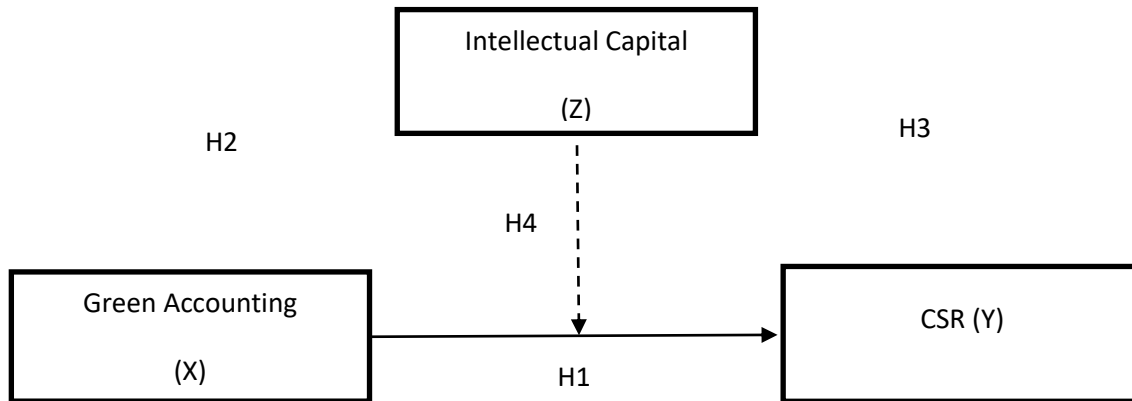 Intellectual Capital
(Z)
H2
H3
H4
Green Accounting
(X)
CSR (Y)
H1